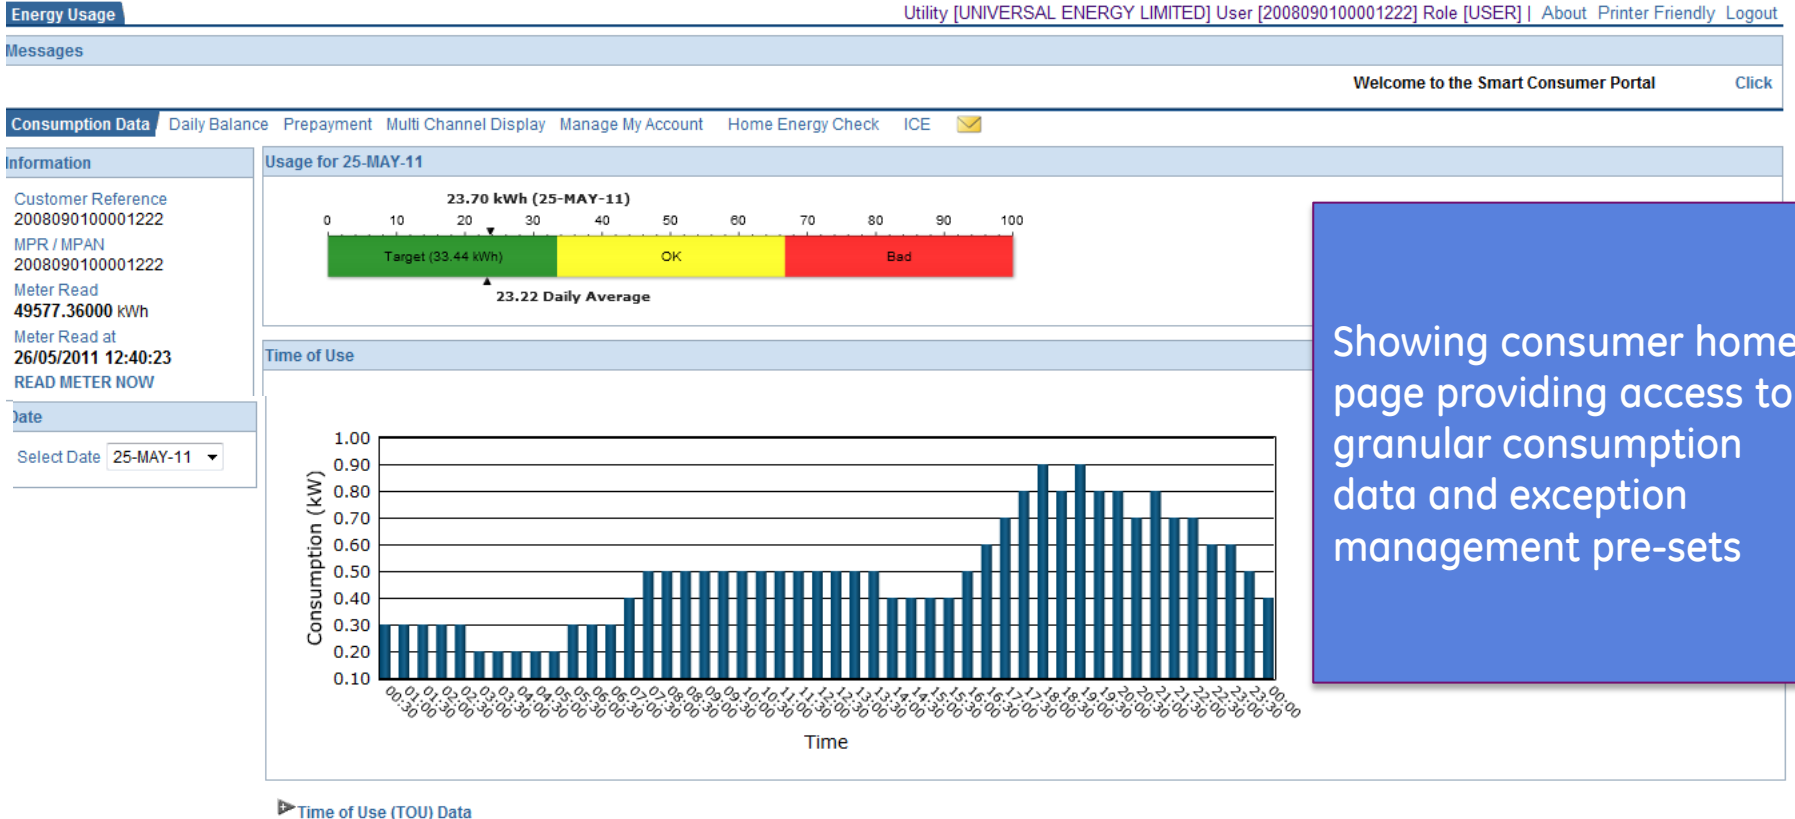 Energy Usage
Utility [UNIVERSAL ENERGY LIMITED] User [2008090100001222] Role [USER] | About Printer Friendly Logout
Messages
Welcome to the Smart Consumer Portal Click
Consumption Data Daily Balance Prepayment Multi Channel Display Manage My Account Home Energy Check ICE
Information
Customer Reference
2008090100001222
MPR / MPAN
2008090100001222
Meter Read
49577.36000 kWh
Meter Read at
26/05/2011 12:40:23
READ METER NOW
Date
Select Date 25-MAY-11
Usage for 25-MAY-11
23.70 kWh (25-MAY-11)
0 10 20 30 40 50 60 70 80 90 100
Target (33.44 kWh) OK Bad
23.22 Daily Average
Time of Use
Consumption (kW)
1.00
0.90
0.80
0.70
0.60
0.50
0.40
0.30
0.20
0.10
00:30 01:00 01:30 02:00 02:30 03:00 03:30 04:00 04:30 05:00 05:30 06:00 06:30 07:00 07:30 08:00 08:30 09:00 09:30 10:00 10:30 11:00 11:30 12:00 12:30 13:00 13:30 14:00 14:30 15:00 15:30 16:00 16:30 17:00 17:30 18:00 18:30 19:00 19:30 20:00 20:30 21:00 21:30 22:00 22:30 23:00 23:30 00:00
Time
Time of Use (TOU) Data
Showing consumer home
page providing access to
granular consumption
data and exception
management pre-sets